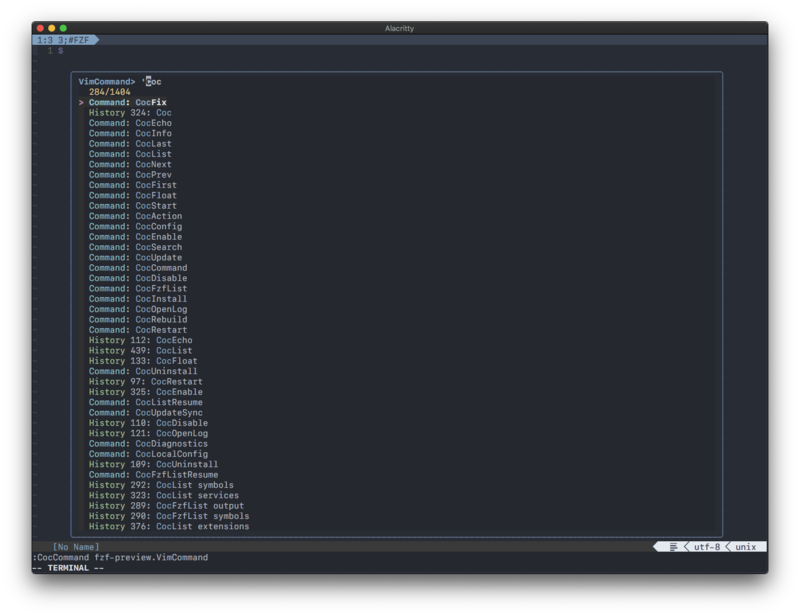 Alacritty
1:3 3;#FZF
1 $
VimCommand> 'Coc
284/1404
> Command: CocFix
History 324: Coc
Command: CocEcho
Command: CocInfo
Command: CocLast
Command: CocList
Command: CocNext
Command: CocPrev
Command: CocFirst
Command: CocFloat
Command: CocStart
Command: CocAction
Command: CocConfig
Command: CocEnable
Command: CocSearch
Command: CocUpdate
Command: CocCommand
Command: CocDisable
Command: CocFzfList
Command: CocInstall
Command: CocOpenLog
Command: CocRebuild
Command: CocRestart
History 112: CocEcho
History 439: CocList
History 133: CocFloat
Command: CocUninstall
History 97: CocRestart
History 325: CocEnable
Command: CocListResume
Command: CocUpdateSync
History 110: CocDisable
History 121: CocOpenLog
Command: CocDiagnostics
Command: CocLocalConfig
History 109: CocUninstall
Command: CocFzfListResume
History 292: CocList symbols
History 323: CocList services
History 289: CocFzfList output
History 290: CocFzfList symbols
History 376: CocList extensions
[No Name] utf-8 unix
:CocCommand fzf-preview.VimCommand
-- TERMINAL --